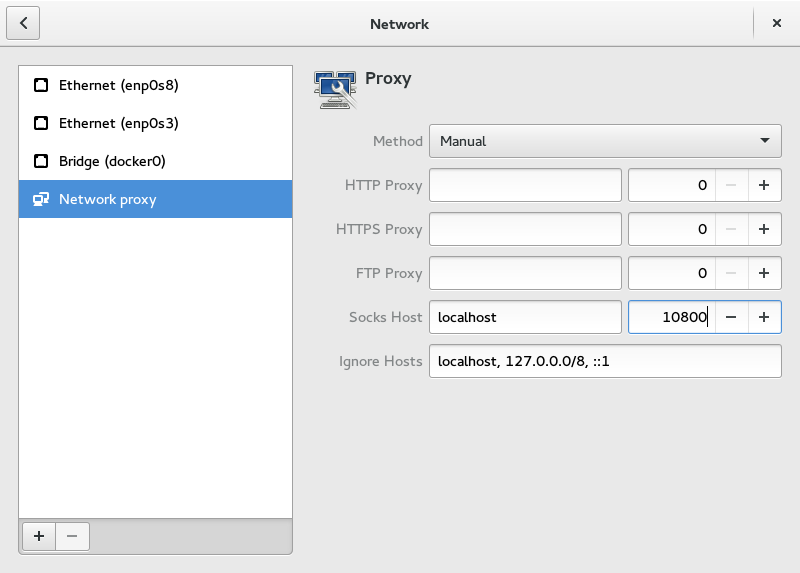 Network
Ethernet (enp0s8)
Ethernet (enp0s3)
Bridge (docker0)
Network proxy
Proxy
Method Manual
HTTP Proxy 0
HTTPS Proxy 0
FTP Proxy 0
Socks Host localhost 10800
Ignore Hosts localhost, 127.0.0.0/8, ::1